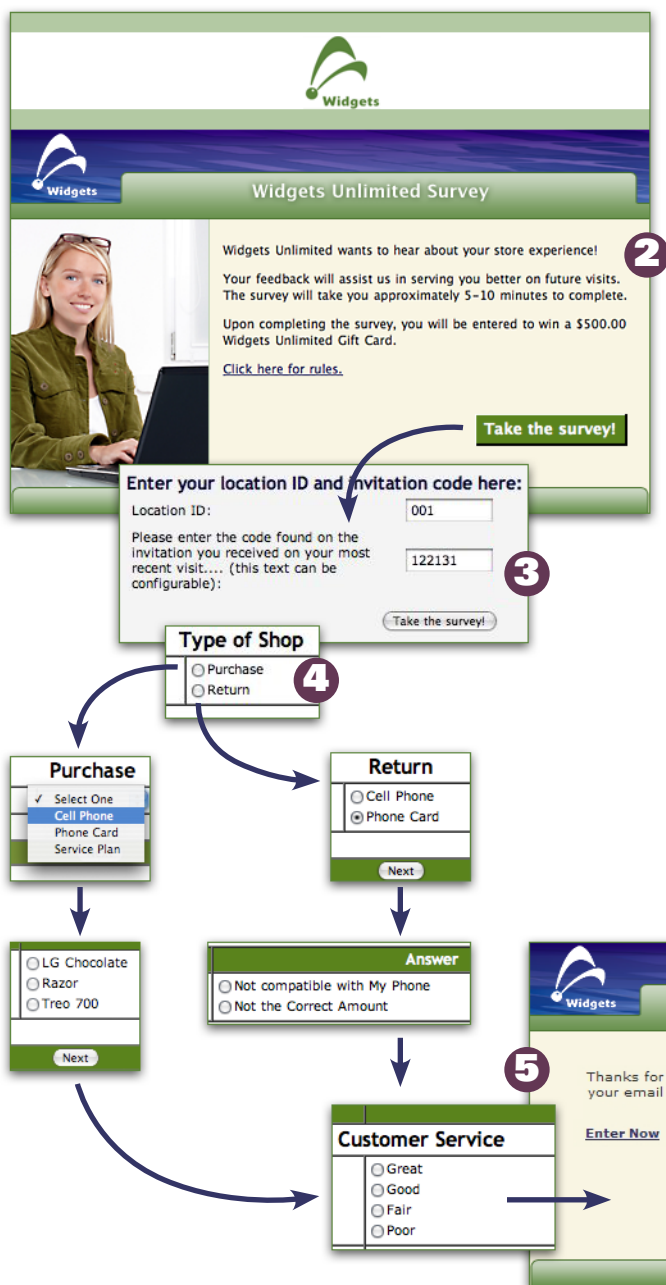 Widgets
Widgets
Widgets Unlimited Survey
2
Widgets Unlimited wants to hear about your store experience!
Your feedback will assist us in serving you better on future visits.
The survey will take you approximately 5-10 minutes to complete.
Upon completing the survey, you will be entered to win a $500.00
Widgets Unlimited Gift Card.
Click here for rules.
Take the survey!
Enter your location ID and invitation code here:
Location ID:
001
Please enter the code found on the
invitation you received on your most
recent visit.... (this text can be
configurable):
122131
3
Take the survey!
Type of Shop
Purchase
Return
4
Purchase
✓ Select One
Cell Phone
Phone Card
Service Plan
Return
Cell Phone
Phone Card
Next
LG Chocolate
Razor
Treo 700
Next
Answer
Not compatible with My Phone
Not the Correct Amount
Widgets
5
Thanks for
your email
Enter Now
Customer Service
Great
Good
Fair
Poor